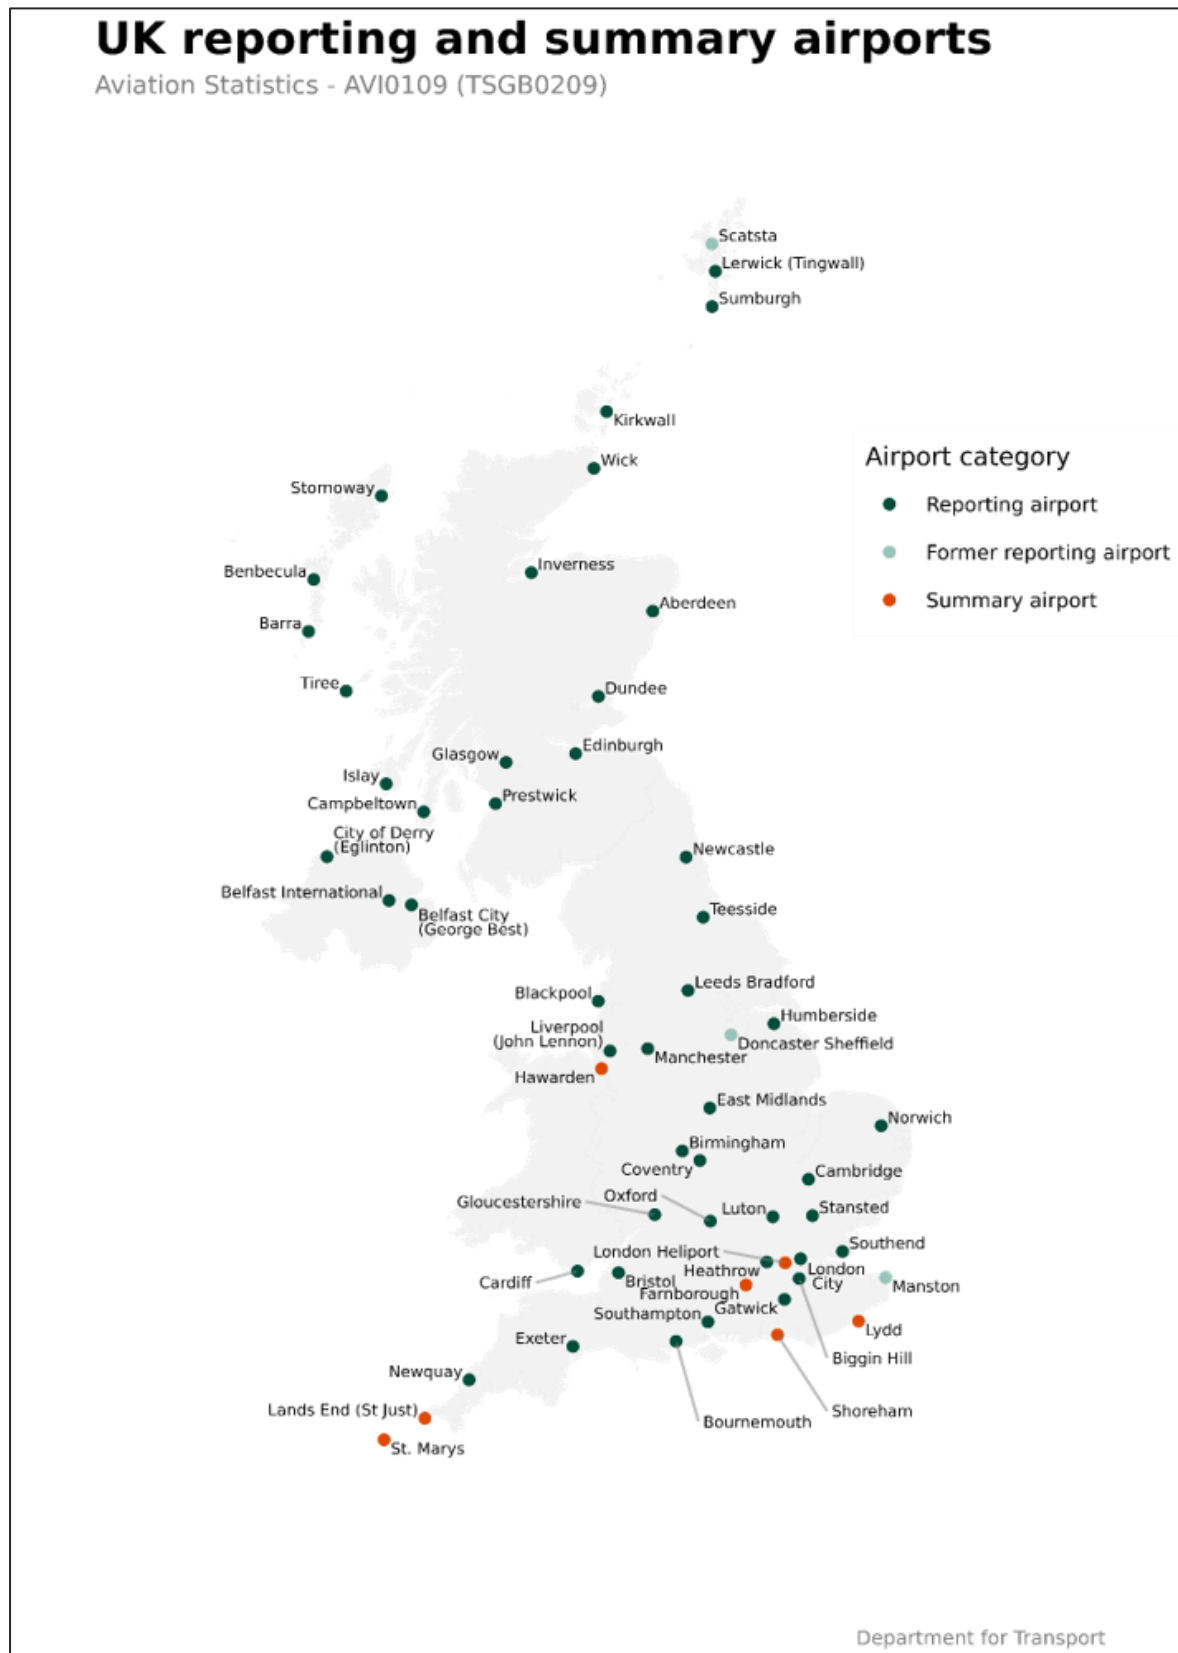 UK reporting and summary airports
Aviation Statistics - AVI0109 (TSGB0209)
Scatsta
Lerwick (Tingwall)
Sumburgh
Kirkwall
Wick
Stornoway
Airport category
Reporting airport
Former reporting airport
Summary airport
Benbecula
Inverness
Aberdeen
Barra
Tiree
Dundee
Edinburgh
Glasgow
Islay
Prestwick
Campbeltown
City of Derry
(Eglinton)
Newcastle
Belfast International
Belfast City
(George Best)
Teesside
Leeds Bradford
Blackpool
Humberside
Liverpool
(John Lennon)
Doncaster Sheffield
Manchester
Hawarden
East Midlands
Norwich
Birmingham
Coventry
Cambridge
Gloucestershire
Oxford
Luton
Stansted
Southend
London Heliport
Heathrow
London
City
Cardiff
Bristol
Manston
Farnborough
Gatwick
Southampton
Lydd
Exeter
Biggin Hill
Newquay
Lands End (St Just)
Shoreham
Bournemouth
St. Marys
Department for Transport